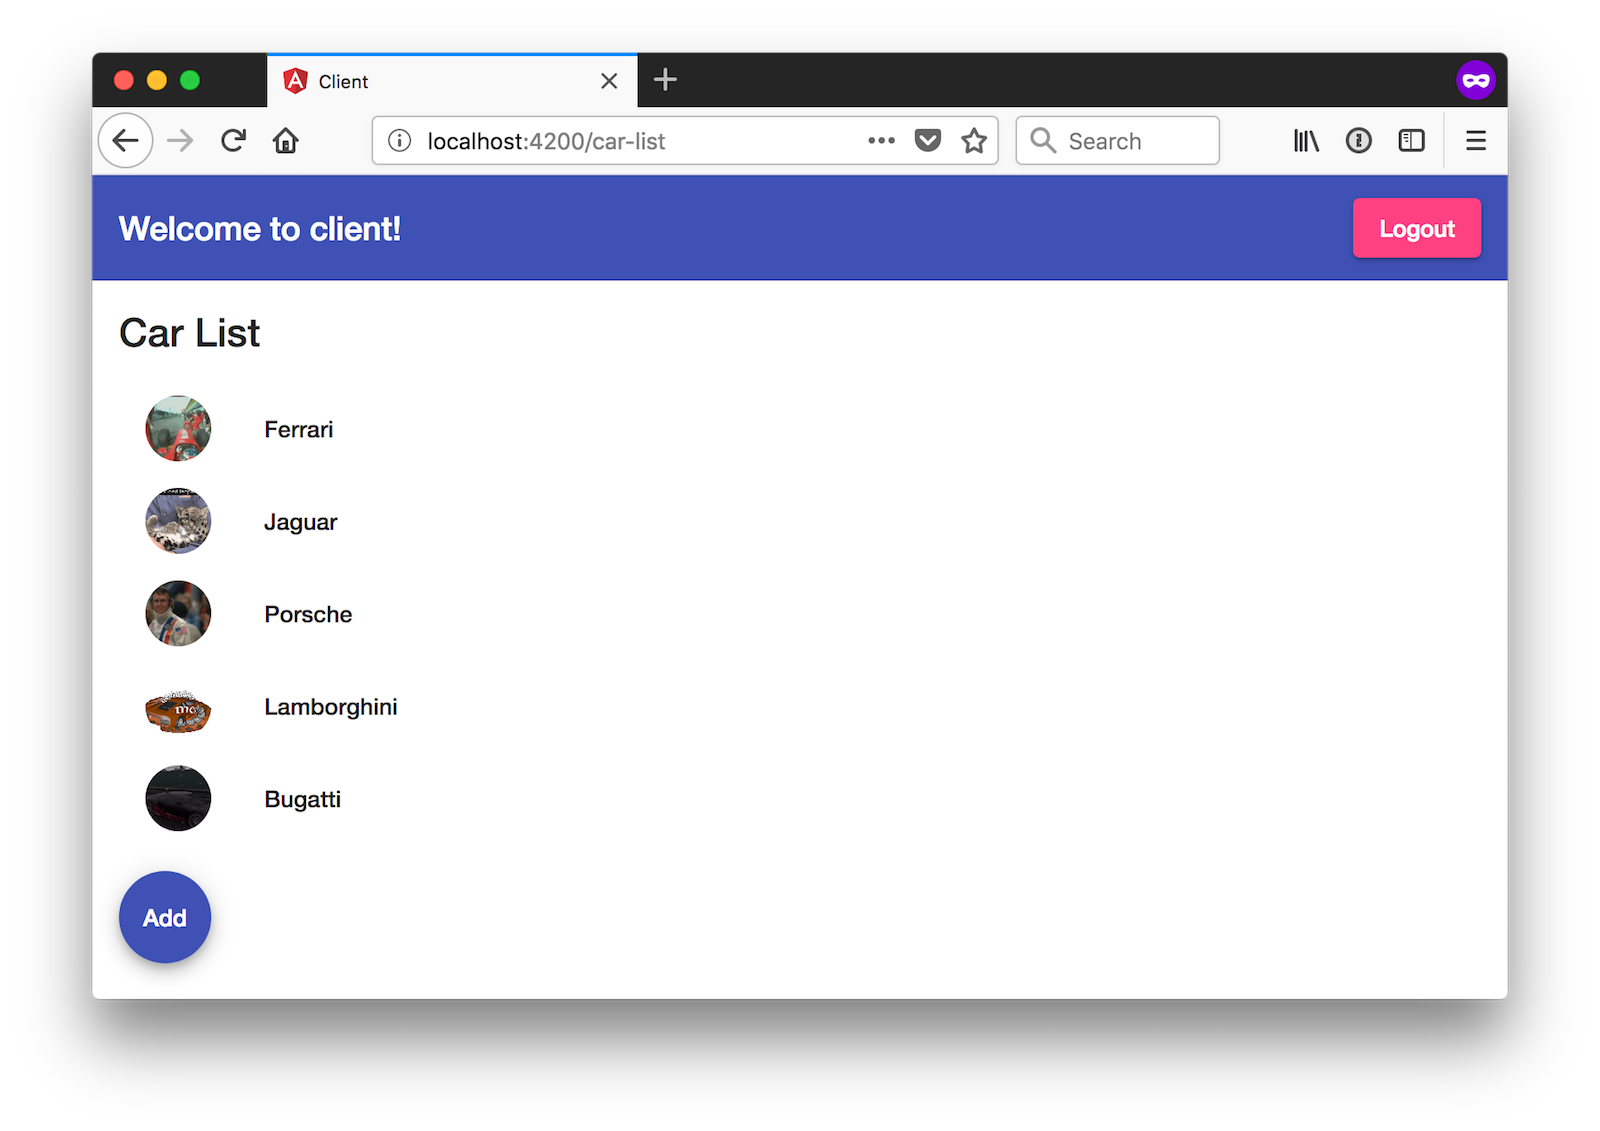 Client
localhost:4200/car-list
Search
Welcome to client!
Logout
Car List
Ferrari
Jaguar
Porsche
Lamborghini
Bugatti
Add